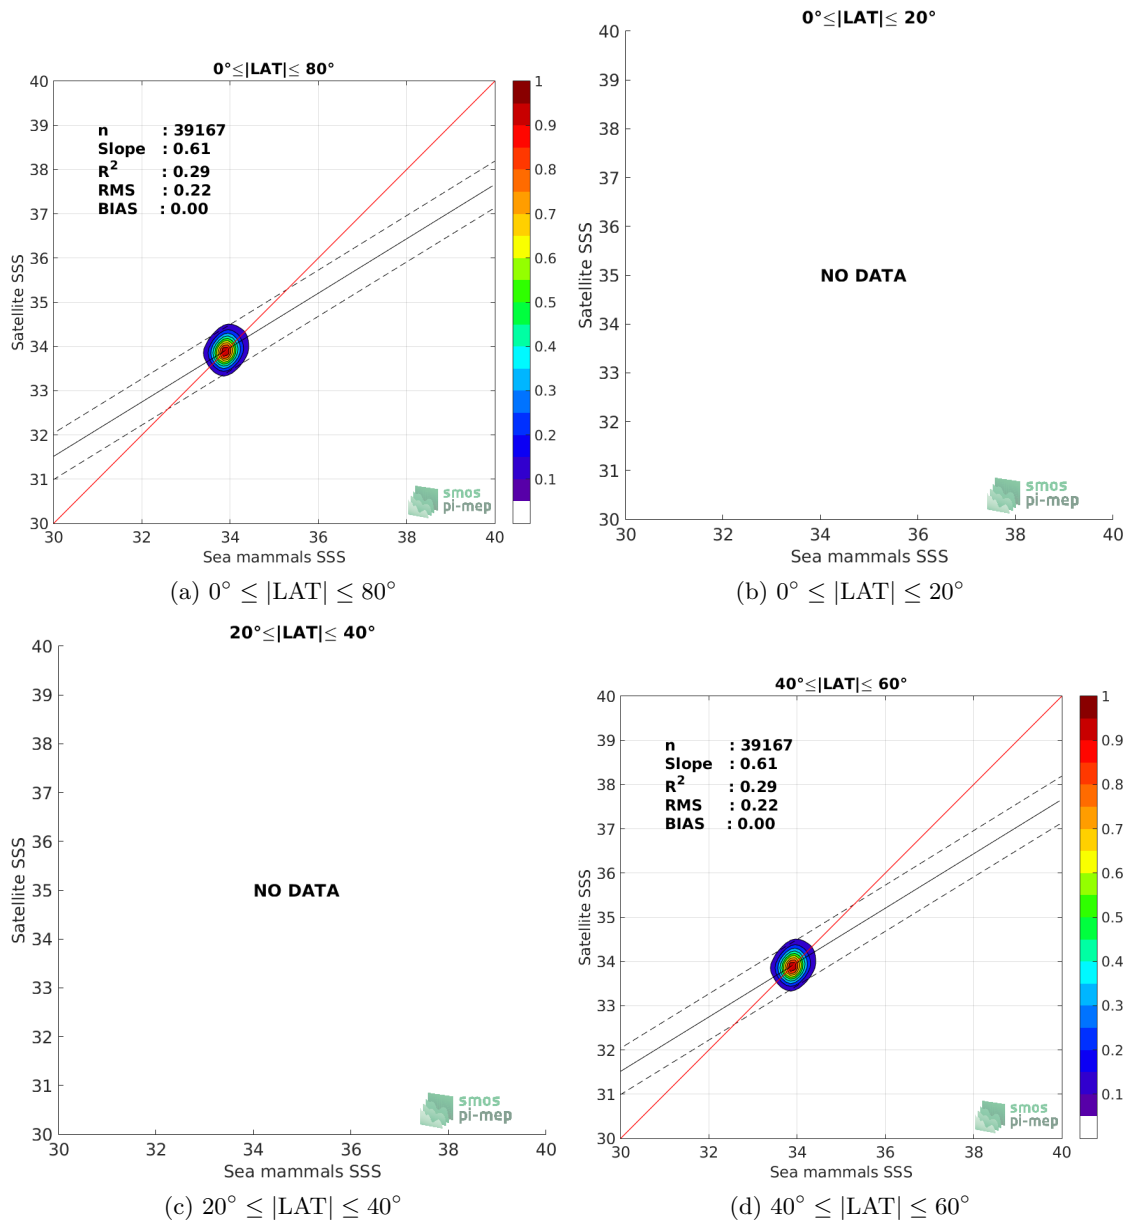 0°≤|LAT|≤ 80°
40
39
38
37
36
35
34
33
32
31
30
30
32
34
36
38
40
Satellite SSS
Sea mammals SSS
n : 39167
Slope : 0.61
R² : 0.29
RMS : 0.22
BIAS : 0.00
smos
pi-mep
1
0.9
0.8
0.7
0.6
0.5
0.4
0.3
0.2
0.1
(a) 0° ≤ |LAT| ≤ 80°
0°≤|LAT|≤ 20°
40
39
38
37
36
35
34
33
32
31
30
30
32
34
36
38
40
Satellite SSS
Sea mammals SSS
NO DATA
smos
pi-mep
(b) 0° ≤ |LAT| ≤ 20°
20°≤|LAT|≤ 40°
40
39
38
37
36
35
34
33
32
31
30
30
32
34
36
38
40
Satellite SSS
Sea mammals SSS
NO DATA
smos
pi-mep
(c) 20° ≤ |LAT| ≤ 40°
40°≤|LAT|≤ 60°
40
39
38
37
36
35
34
33
32
31
30
30
32
34
36
38
40
Satellite SSS
Sea mammals SSS
n : 39167
Slope : 0.61
R² : 0.29
RMS : 0.22
BIAS : 0.00
smos
pi-mep
1
0.9
0.8
0.7
0.6
0.5
0.4
0.3
0.2
0.1
(d) 40° ≤ |LAT| ≤ 60°